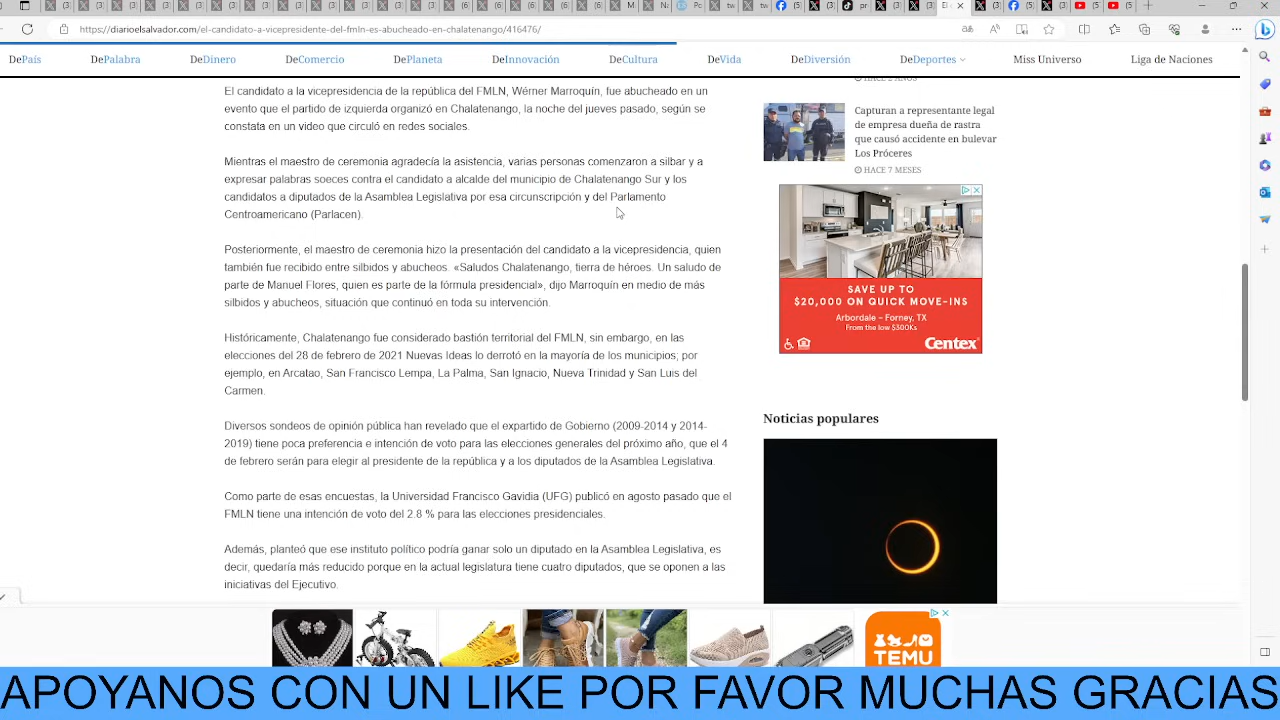 https://diarioelsalvador.com/el-candidato-a-vicepresidente-del-fmln-es-abucheado-en-chalatenango/416476/
DePaís DePalabra DeDinero DeComercio DePlaneta DeInnovación DeCultura DeVida DeDiversión DeDeportes Miss Universo Liga de Naciones
El candidato a la vicepresidencia de la república del FMLN, Wérner Marroquín, fue abucheado en un
evento que el partido de izquierda organizó en Chalatenango, la noche del jueves pasado, según se
constata en un video que circuló en redes sociales.
Mientras el maestro de ceremonia agradecía la asistencia, varias personas comenzaron a silbar y a
expresar palabras soeces contra el candidato a alcalde del municipio de Chalatenango Sur y los
candidatos a diputados de la Asamblea Legislativa por esa circunscripción y del Parlamento
Centroamericano (Parlacen).
Posteriormente, el maestro de ceremonia hizo la presentación del candidato a la vicepresidencia, quien
también fue recibido entre silbidos y abucheos. «Saludos Chalatenango, tierra de héroes. Un saludo de
parte de Manuel Flores, quien es parte de la fórmula presidencial», dijo Marroquín en medio de más
silbidos y abucheos, situación que continuó en toda su intervención.
Históricamente, Chalatenango fue considerado bastión territorial del FMLN, sin embargo, en las
elecciones del 28 de febrero de 2021 Nuevas Ideas lo derrotó en la mayoría de los municipios; por
ejemplo, en Arcatao, San Francisco Lempa, La Palma, San Ignacio, Nueva Trinidad y San Luis del
Carmen.
Diversos sondeos de opinión pública han revelado que el expartido de Gobierno (2009-2014 y 2014-
2019) tiene poca preferencia e intención de voto para las elecciones generales del próximo año, que el 4
de febrero serán para elegir al presidente de la república y a los diputados de la Asamblea Legislativa.
Como parte de esas encuestas, la Universidad Francisco Gavidia (UFG) publicó en agosto pasado que el
FMLN tiene una intención de voto del 2.8 % para las elecciones presidenciales.
Además, planteó que ese instituto político podría ganar solo un diputado en la Asamblea Legislativa, es
decir, quedaría más reducido porque en la actual legislatura tiene cuatro diputados, que se oponen a las
iniciativas del Ejecutivo.
HACE 2 AÑOS
Capturan a representante legal
de empresa dueña de rastra
que causó accidente en bulevar
Los Próceres
HACE 7 MESES
SAVE UP TO
$20,000 ON QUICK MOVE-INS
Arbordale – Forney, TX
From the low $300Ks
Centex
Noticias populares
TEMU
APOYANOS CON UN LIKE POR FAVOR MUCHAS GRACIAS